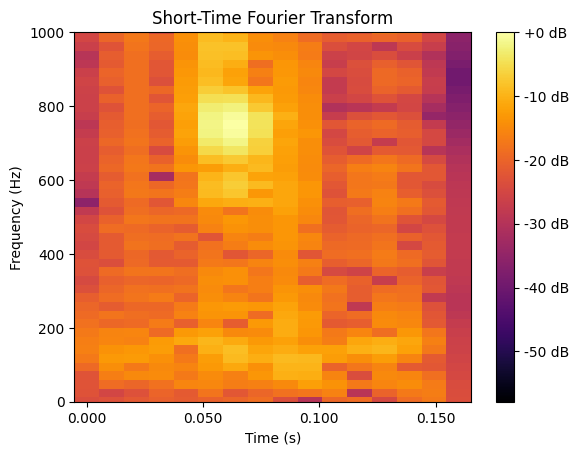 Short-Time Fourier Transform
Frequency (Hz)
1000
800
600
400
200
0
0.000
0.050
0.100
0.150
Time (s)
+0 dB
-10 dB
-20 dB
-30 dB
-40 dB
-50 dB